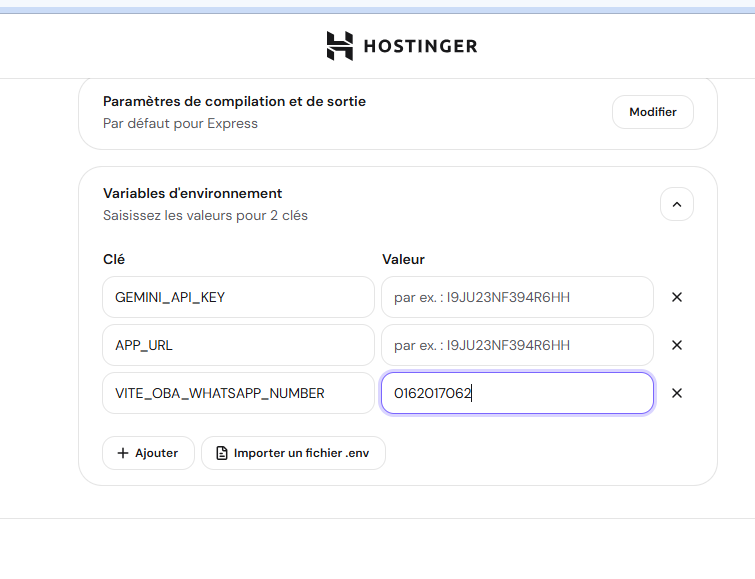 HOSTINGER
Paramètres de compilation et de sortie
Par défaut pour Express
Modifier
Variables d'environnement
Saisissez les valeurs pour 2 clés
Clé
Valeur
GEMINI_API_KEY
par ex. : I9JU23NF394R6HH
APP_URL
par ex. : I9JU23NF394R6HH
VITE_OBA_WHATSAPP_NUMBER
0162017062
Ajouter
Importer un fichier .env